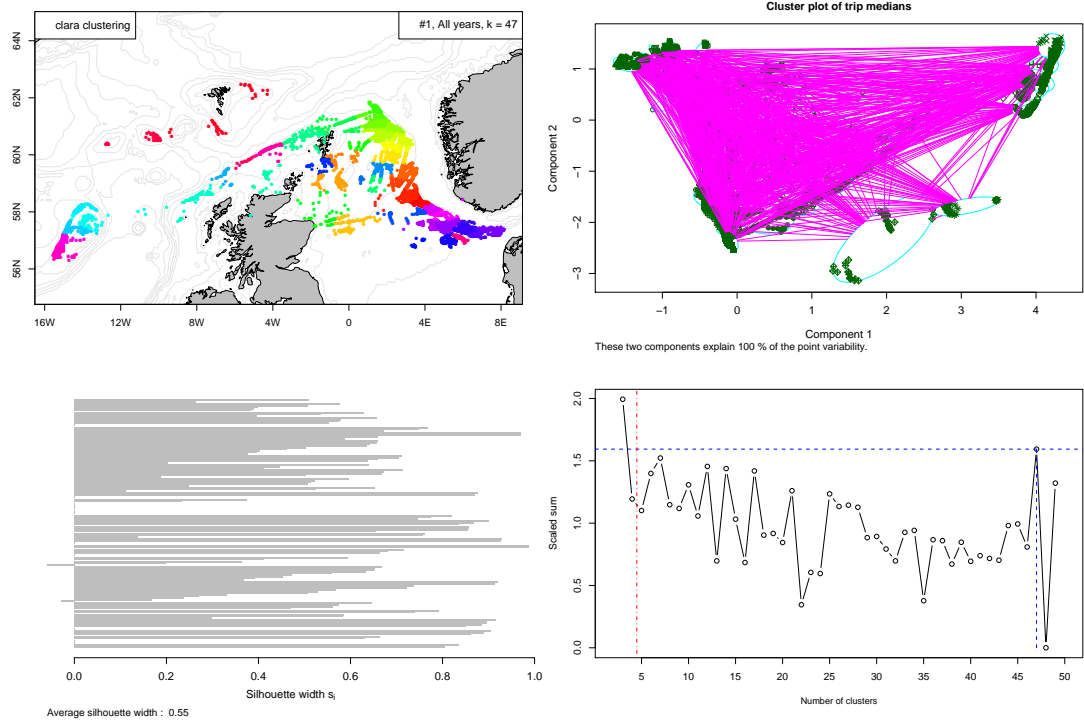 clara clustering
#1, All years, k = 47
64N
62N
60N
58N
56N
16W 12W 8W 4W 0 4E 8E
Cluster plot of trip medians
Component 2
1
0
−1
−2
−3
−1 0 1 2 3 4
Component 1
These two components explain 100 % of the point variability.
0.0 0.2 0.4 0.6 0.8 1.0
Silhouette width si
Average silhouette width : 0.55
Scaled sum
2.0
1.5
1.0
0.5
0.0
5 10 15 20 25 30 35 40 45 50
Number of clusters